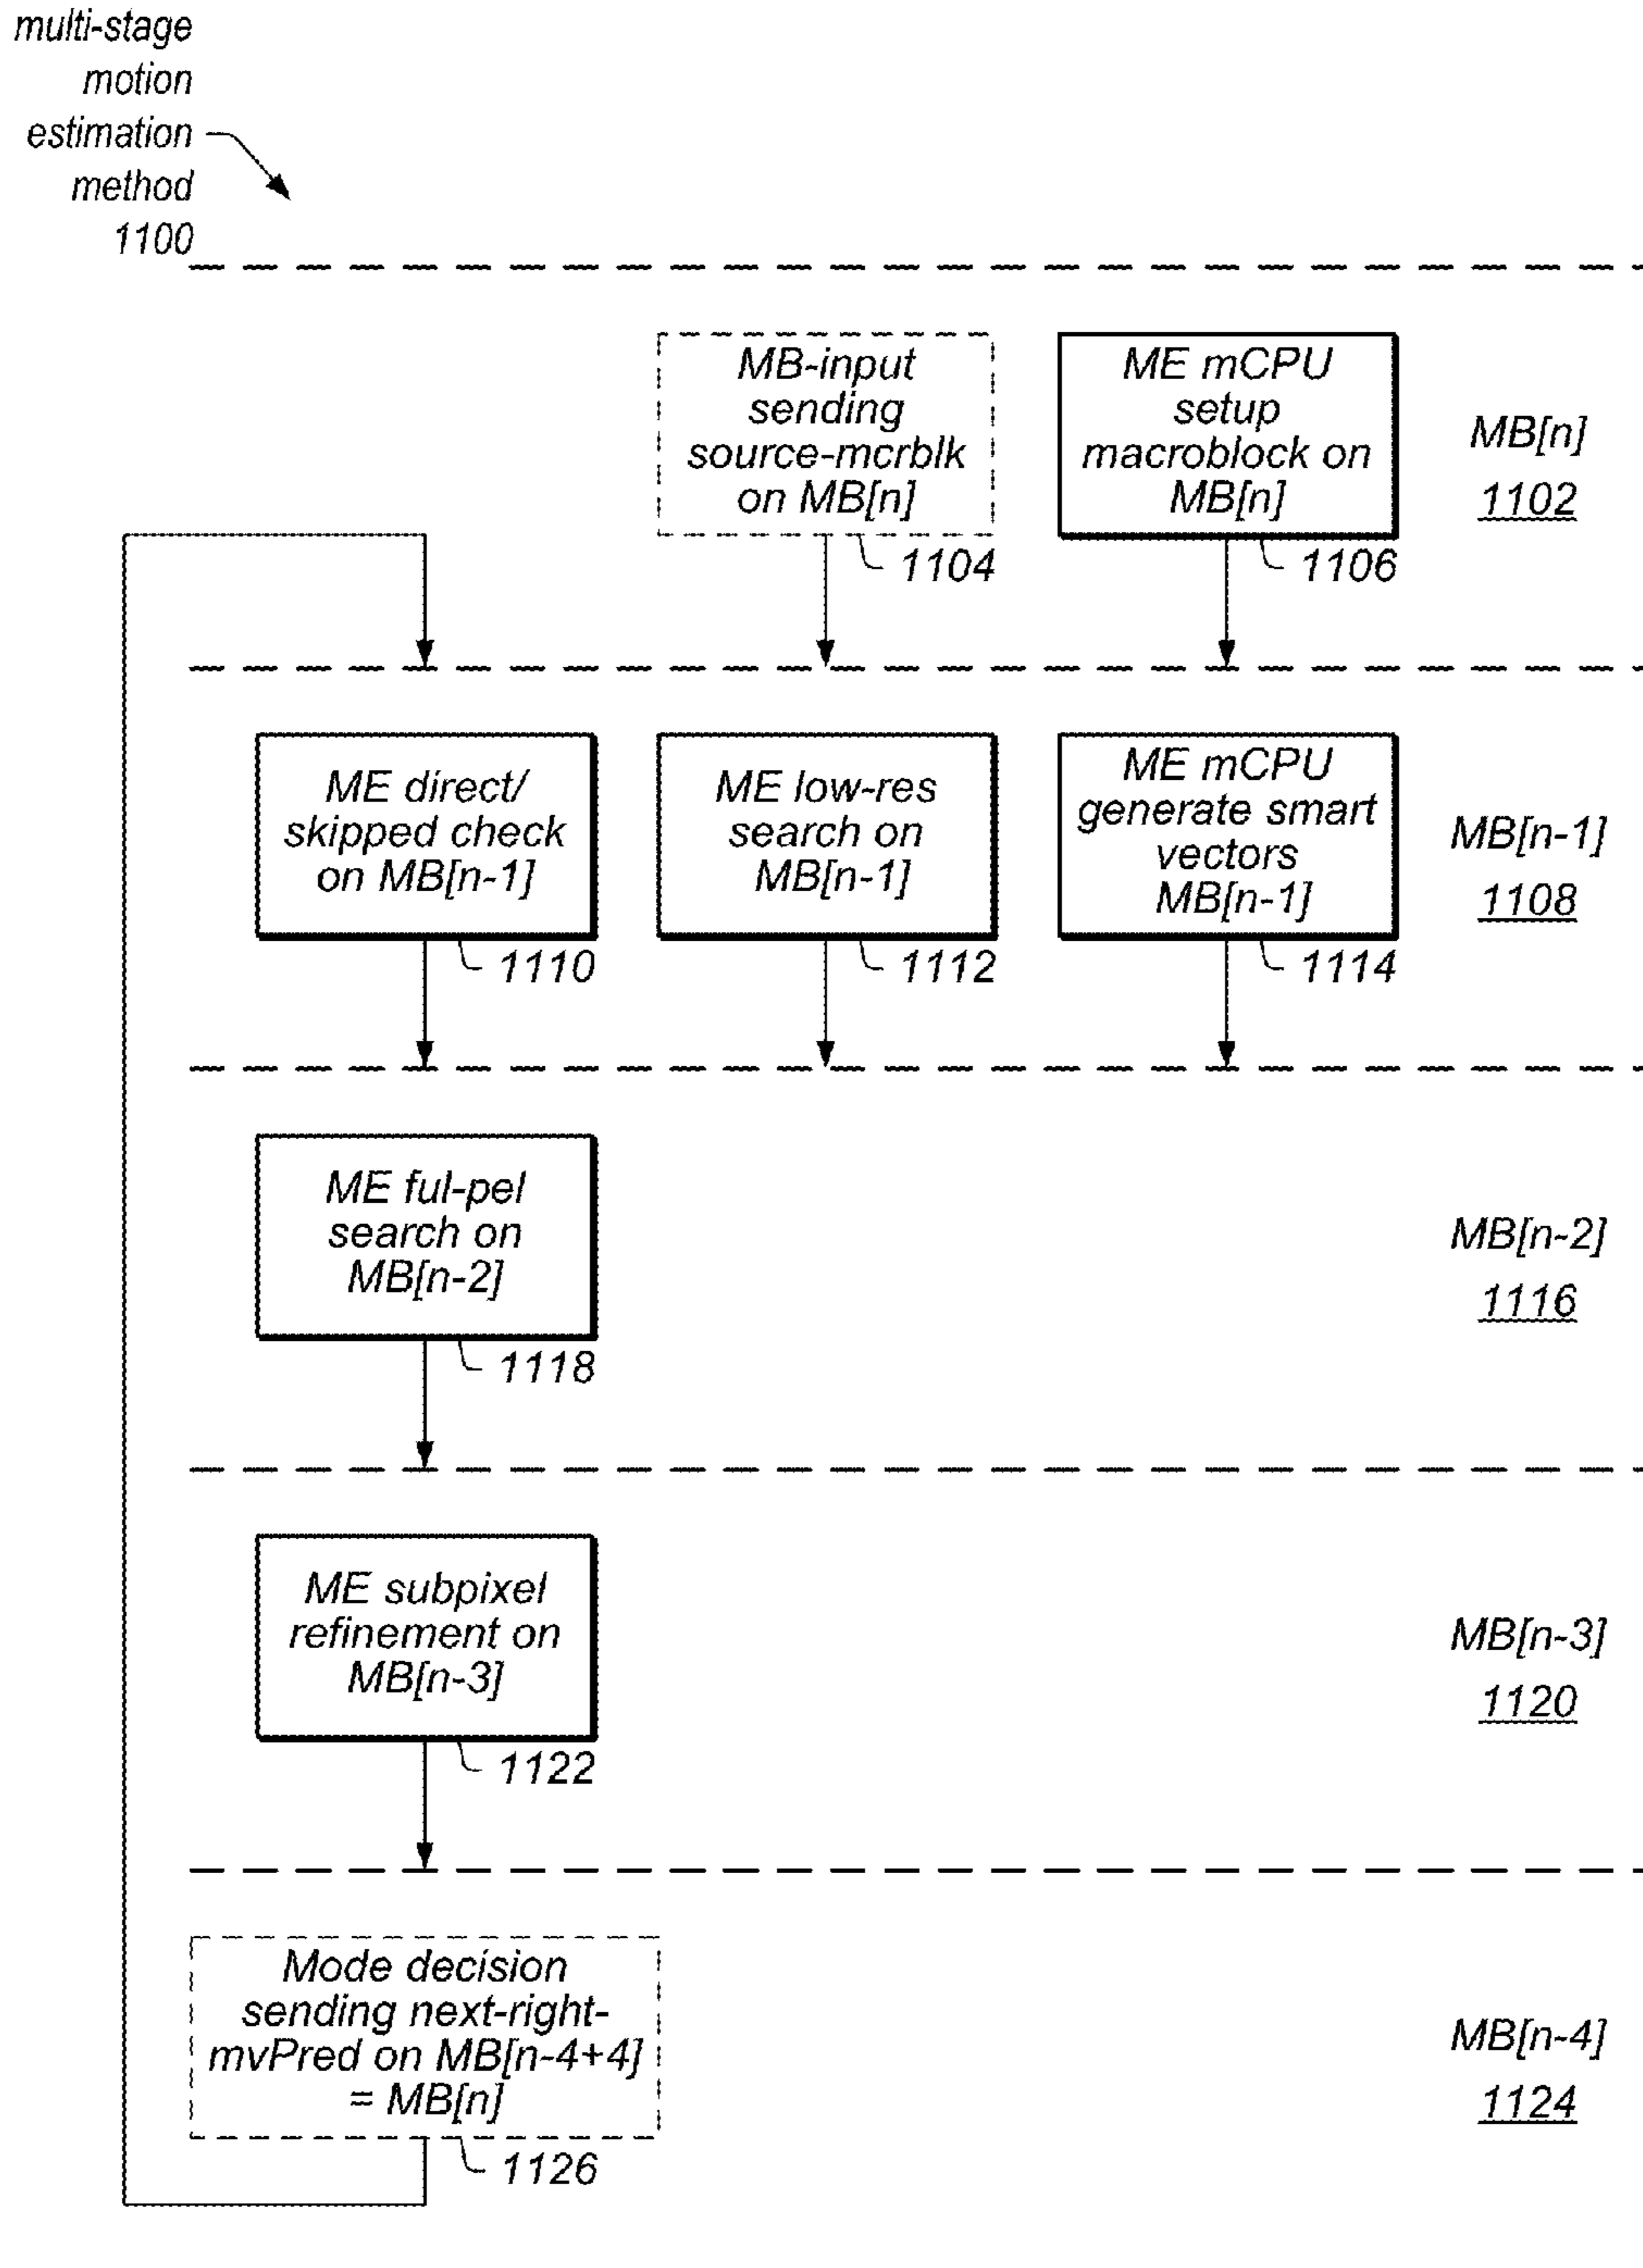 multi-stage
motion
estimation
method
1100
MB-input
sending
source-mcrblk
on MB[n]
1104
ME mCPU
setup
macroblock on
MB[n]
1106
MB[n]
1102
ME direct/
skipped check
on MB[n-1]
1110
ME low-res
search on
MB[n-1]
1112
ME mCPU
generate smart
vectors
MB[n-1]
1114
MB[n-1]
1108
ME ful-pel
search on
MB[n-2]
1118
MB[n-2]
1116
ME subpixel
refinement on
MB[n-3]
1122
MB[n-3]
1120
Mode decision
sending next-right-
mvPred on MB[n-4+4]
= MB[n]
1126
MB[n-4]
1124